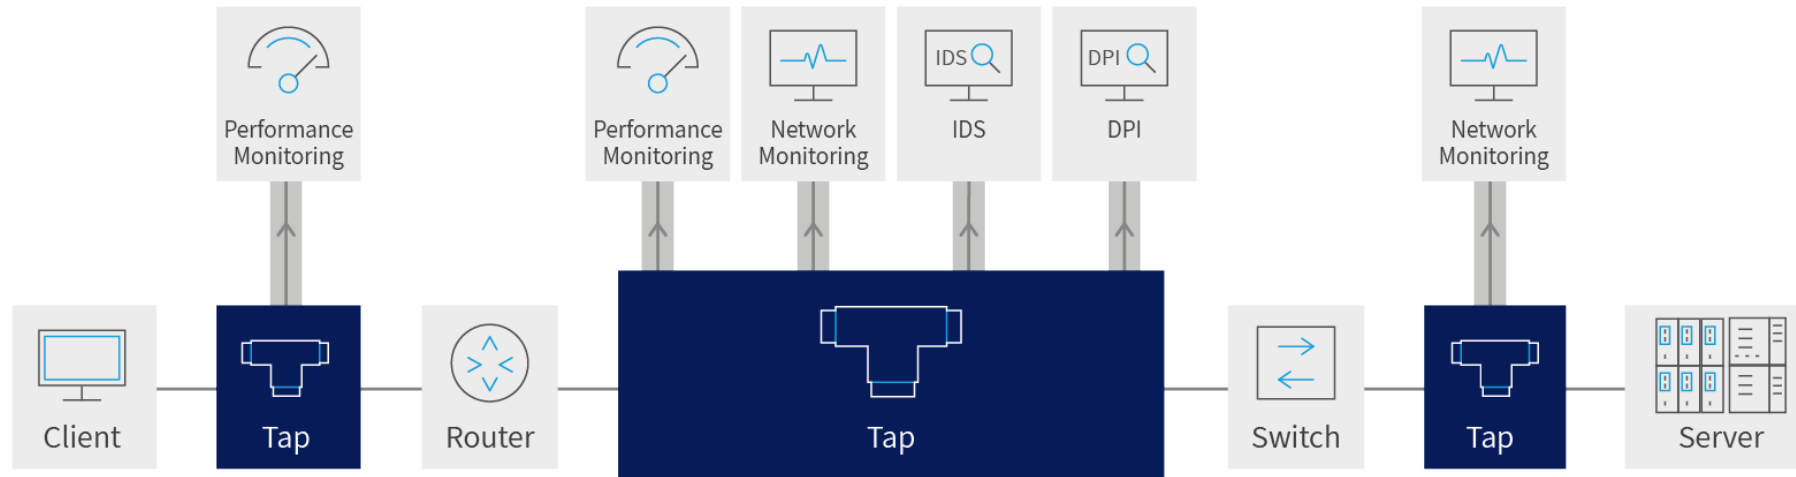 Performance
Monitoring
Performance
Monitoring
Network
Monitoring
IDS
IDS
DPI
DPI
Network
Monitoring
Client
Tap
Router
Tap
Switch
Tap
Server